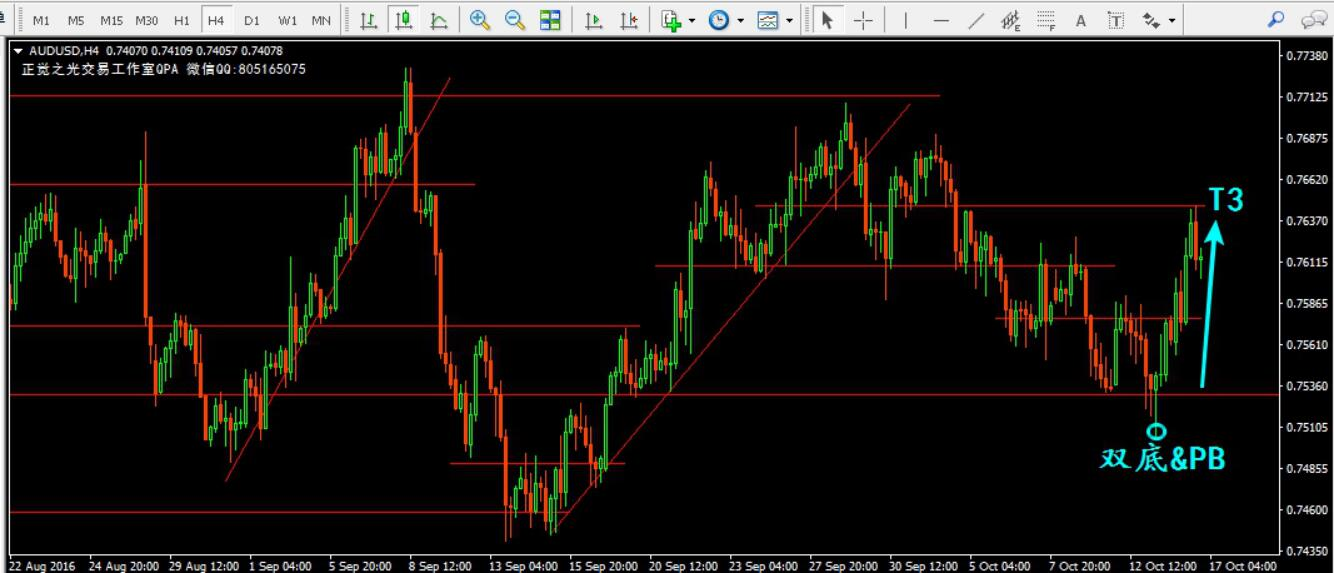 单 M1 M5 M15 M30 H1 H4 D1 W1 MN E F A T
AUDUSD,H4 0.74070 0.74109 0.74057 0.74078
正觉之光交易工作室QPA 微信QQ:805165075
0.77380
0.77125
0.76875
0.76620
T3
0.76370
0.76115
0.75865
0.75610
0.75360
0.75105
双底&PB
0.74855
0.74600
0.74350
22 Aug 2016 24 Aug 20:00 29 Aug 12:00 1 Sep 04:00 5 Sep 20:00 8 Sep 12:00 13 Sep 04:00 15 Sep 20:00 20 Sep 12:00 23 Sep 04:00 27 Sep 20:00 30 Sep 12:00 5 Oct 04:00 7 Oct 20:00 12 Oct 12:00 17 Oct 04:00